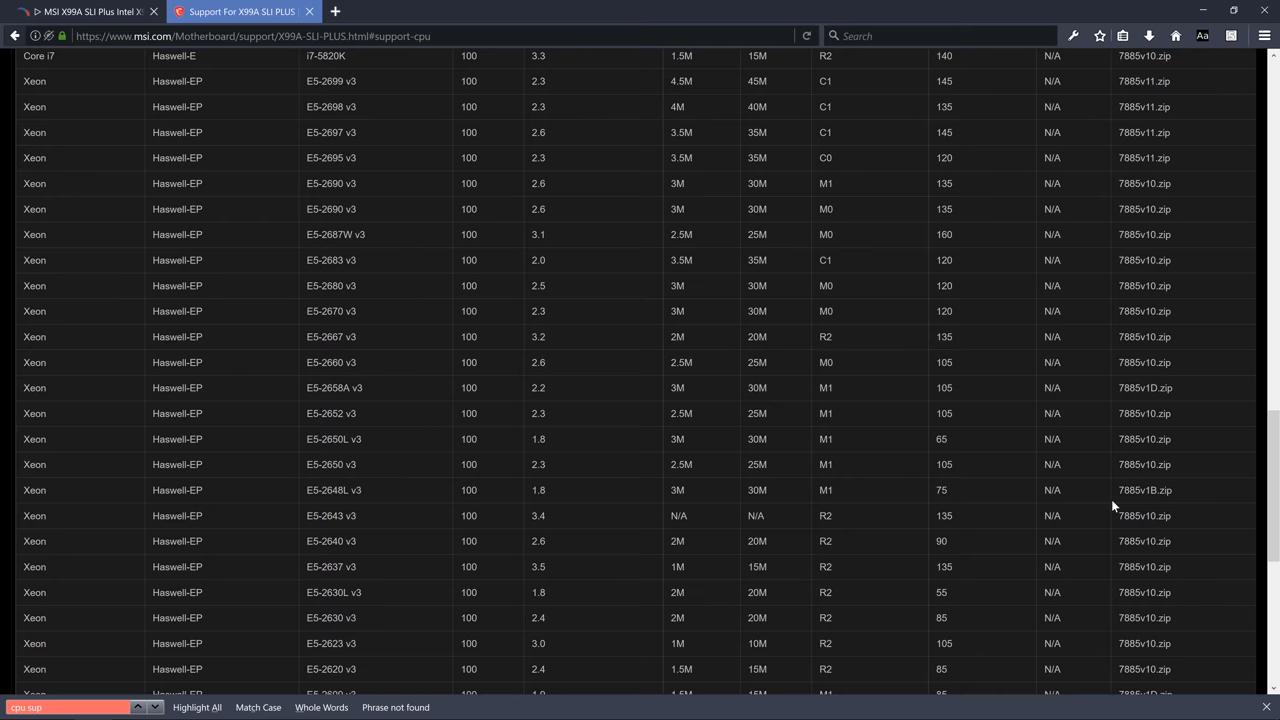 ▷ MSI X99A SLI Plus Intel X9
Support For X99A SLI PLUS
https://www.msi.com/Motherboard/support/X99A-SLI-PLUS.html#support-cpu
Search
Core i7 Haswell-E i7-5820K 100 3.3 1.5M 15M R2 140 N/A 7885v10.zip
Xeon Haswell-EP E5-2699 v3 100 2.3 4.5M 45M C1 145 N/A 7885v11.zip
Xeon Haswell-EP E5-2698 v3 100 2.3 4M 40M C1 135 N/A 7885v11.zip
Xeon Haswell-EP E5-2697 v3 100 2.6 3.5M 35M C1 145 N/A 7885v11.zip
Xeon Haswell-EP E5-2695 v3 100 2.3 3.5M 35M C0 120 N/A 7885v11.zip
Xeon Haswell-EP E5-2690 v3 100 2.6 3M 30M M1 135 N/A 7885v10.zip
Xeon Haswell-EP E5-2690 v3 100 2.6 3M 30M M0 135 N/A 7885v10.zip
Xeon Haswell-EP E5-2687W v3 100 3.1 2.5M 25M M0 160 N/A 7885v10.zip
Xeon Haswell-EP E5-2683 v3 100 2.0 3.5M 35M C1 120 N/A 7885v10.zip
Xeon Haswell-EP E5-2680 v3 100 2.5 3M 30M M0 120 N/A 7885v10.zip
Xeon Haswell-EP E5-2670 v3 100 2.3 3M 30M M0 120 N/A 7885v10.zip
Xeon Haswell-EP E5-2667 v3 100 3.2 2M 20M R2 135 N/A 7885v10.zip
Xeon Haswell-EP E5-2660 v3 100 2.6 2.5M 25M M0 105 N/A 7885v10.zip
Xeon Haswell-EP E5-2658A v3 100 2.2 3M 30M M1 105 N/A 7885v1D.zip
Xeon Haswell-EP E5-2652 v3 100 2.3 2.5M 25M M1 105 N/A 7885v10.zip
Xeon Haswell-EP E5-2650L v3 100 1.8 3M 30M M1 65 N/A 7885v10.zip
Xeon Haswell-EP E5-2650 v3 100 2.3 2.5M 25M M1 105 N/A 7885v10.zip
Xeon Haswell-EP E5-2648L v3 100 1.8 3M 30M M1 75 N/A 7885v1B.zip
Xeon Haswell-EP E5-2643 v3 100 3.4 N/A N/A R2 135 N/A 7885v10.zip
Xeon Haswell-EP E5-2640 v3 100 2.6 2M 20M R2 90 N/A 7885v10.zip
Xeon Haswell-EP E5-2637 v3 100 3.5 1M 15M R2 135 N/A 7885v10.zip
Xeon Haswell-EP E5-2630L v3 100 1.8 2M 20M R2 55 N/A 7885v10.zip
Xeon Haswell-EP E5-2630 v3 100 2.4 2M 20M R2 85 N/A 7885v10.zip
Xeon Haswell-EP E5-2623 v3 100 3.0 1M 10M R2 105 N/A 7885v10.zip
Xeon Haswell-EP E5-2620 v3 100 2.4 1.5M 15M R2 85 N/A 7885v10.zip
Xeon Haswell-EP 100 1.5M 15M M1 85 N/A 7885v1D.zip
cpu sup Highlight All Match Case Whole Words Phrase not found